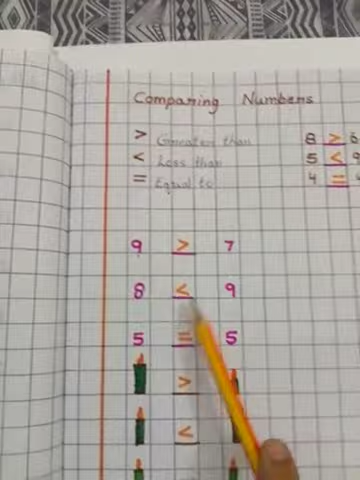 Comparing Numbers
> Greater than 8 > 6
< Less than 5 < 9
= Equal to 4 = 4
9 > 7
8 < 9
5 = 5
>
<